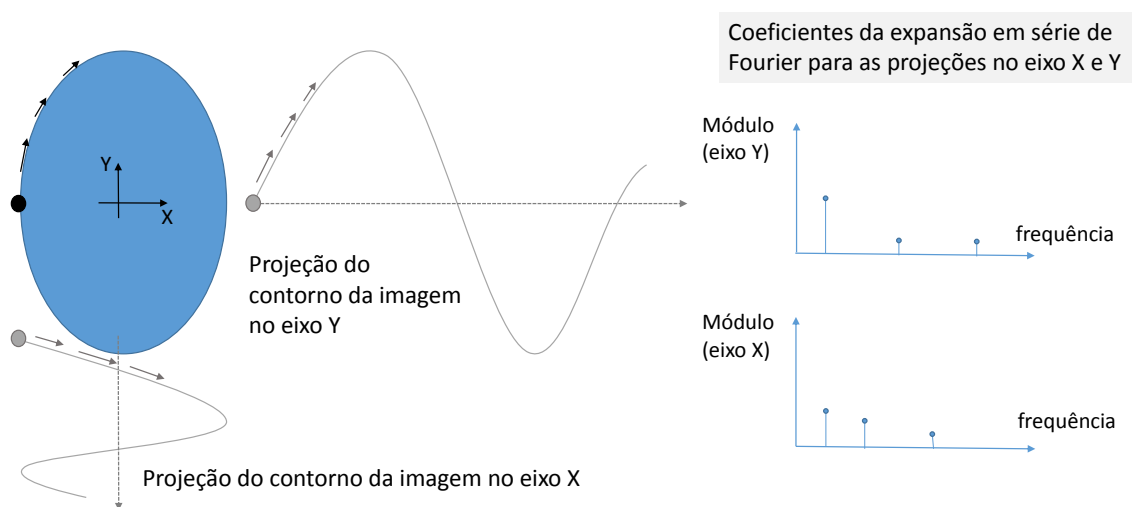 Coeficientes da expansão em série de
Fourier para as projeções no eixo X e Y
Y
X
Projeção do
contorno da imagem
no eixo Y
Projeção do contorno da imagem no eixo X
Módulo
(eixo Y)
frequência
Módulo
(eixo X)
frequência